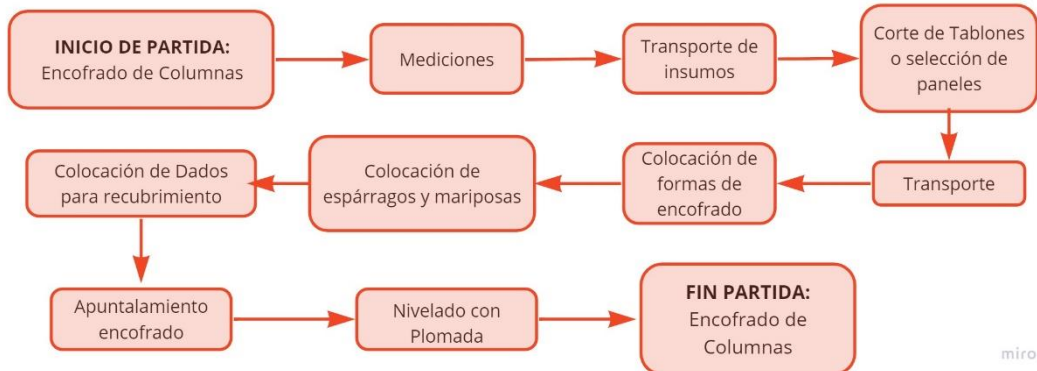 INICIO DE PARTIDA:
Encofrado de Columnas
Mediciones
Transporte de
insumos
Corte de Tablones
o selección de
paneles
Transporte
Colocación de
formas de
encofrado
Colocación de
espárragos y mariposas
Colocación de Dados
para recubrimiento
Apuntalamiento
encofrado
Nivelado con
Plomada
FIN PARTIDA:
Encofrado de
Columnas
miro